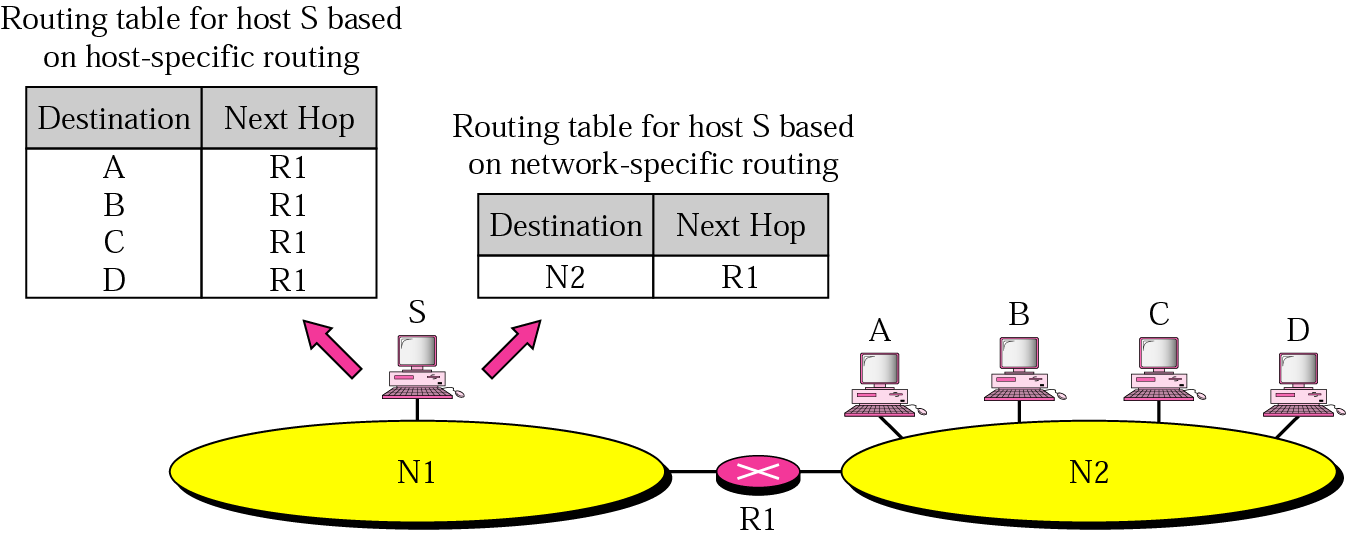 Routing table for host S based
on host-specific routing
Destination Next Hop
A R1
B R1
C R1
D R1
Routing table for host S based
on network-specific routing
Destination Next Hop
N2 R1
S
A
B
C
D
N1
R1
N2